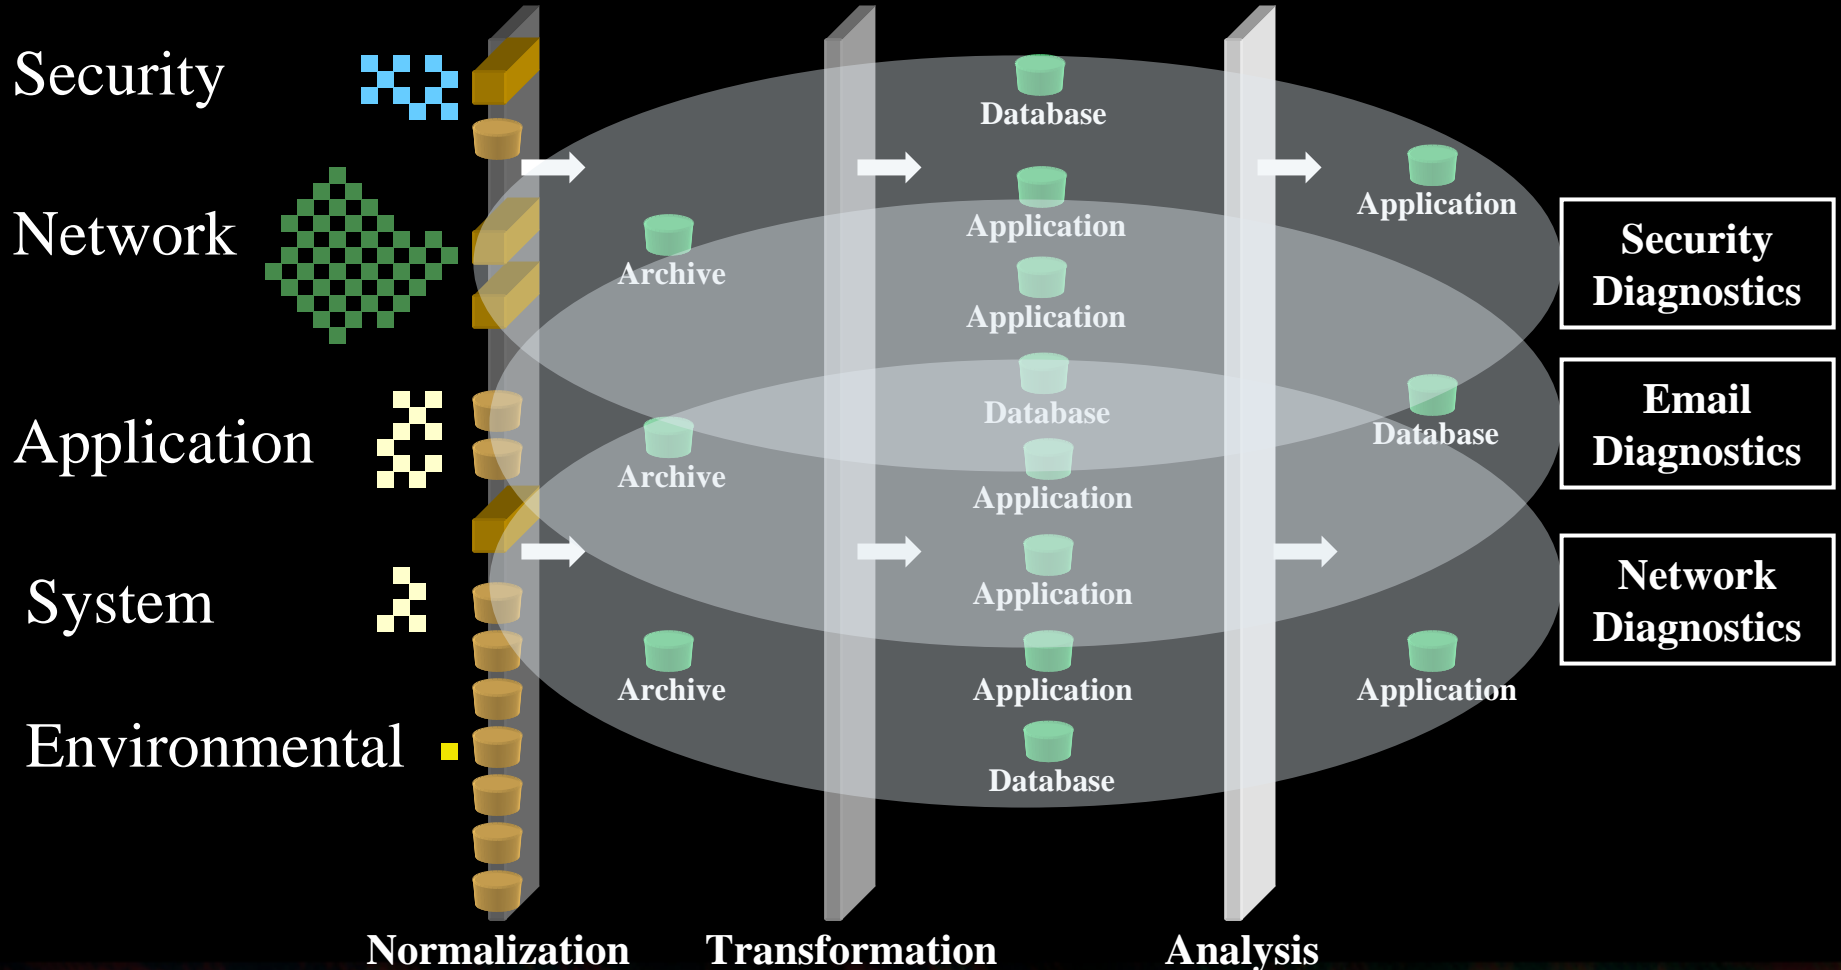 Security
Network
Application
System
Environmental
Archive
Archive
Archive
Database
Application
Application
Database
Application
Application
Application
Database
Application
Database
Application
Security
Diagnostics
Email
Diagnostics
Network
Diagnostics
Normalization
Transformation
Analysis